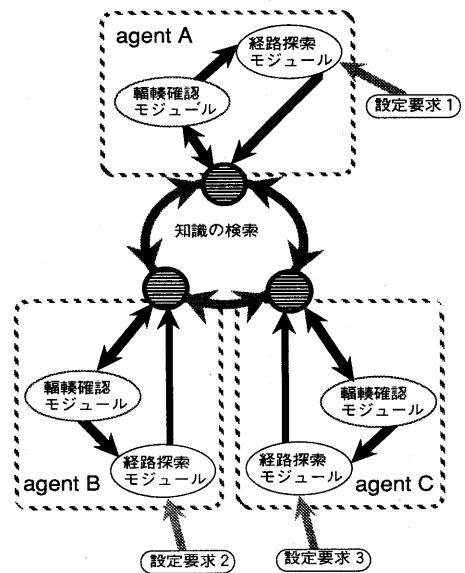 agent A
経路探索
モジュール
輻輳確認
モジュール
設定要求1
知識の検索
輻輳確認
モジュール
経路探索
モジュール
agent B
輻輳確認
モジュール
経路探索
モジュール
agent C
設定要求2
設定要求3